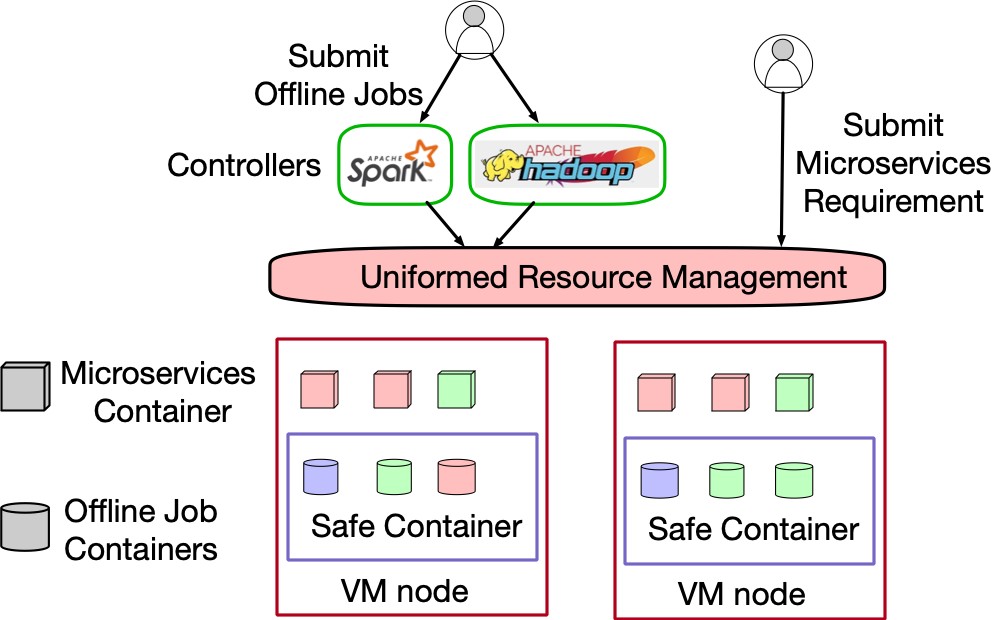 Submit
Offline Jobs
Submit
Microservices
Requirement
Controllers
APACHE
Spark™
APACHE
hadoop
Uniformed Resource Management
Microservices
Container
Offline Job
Containers
Safe Container
VM node
Safe Container
VM node